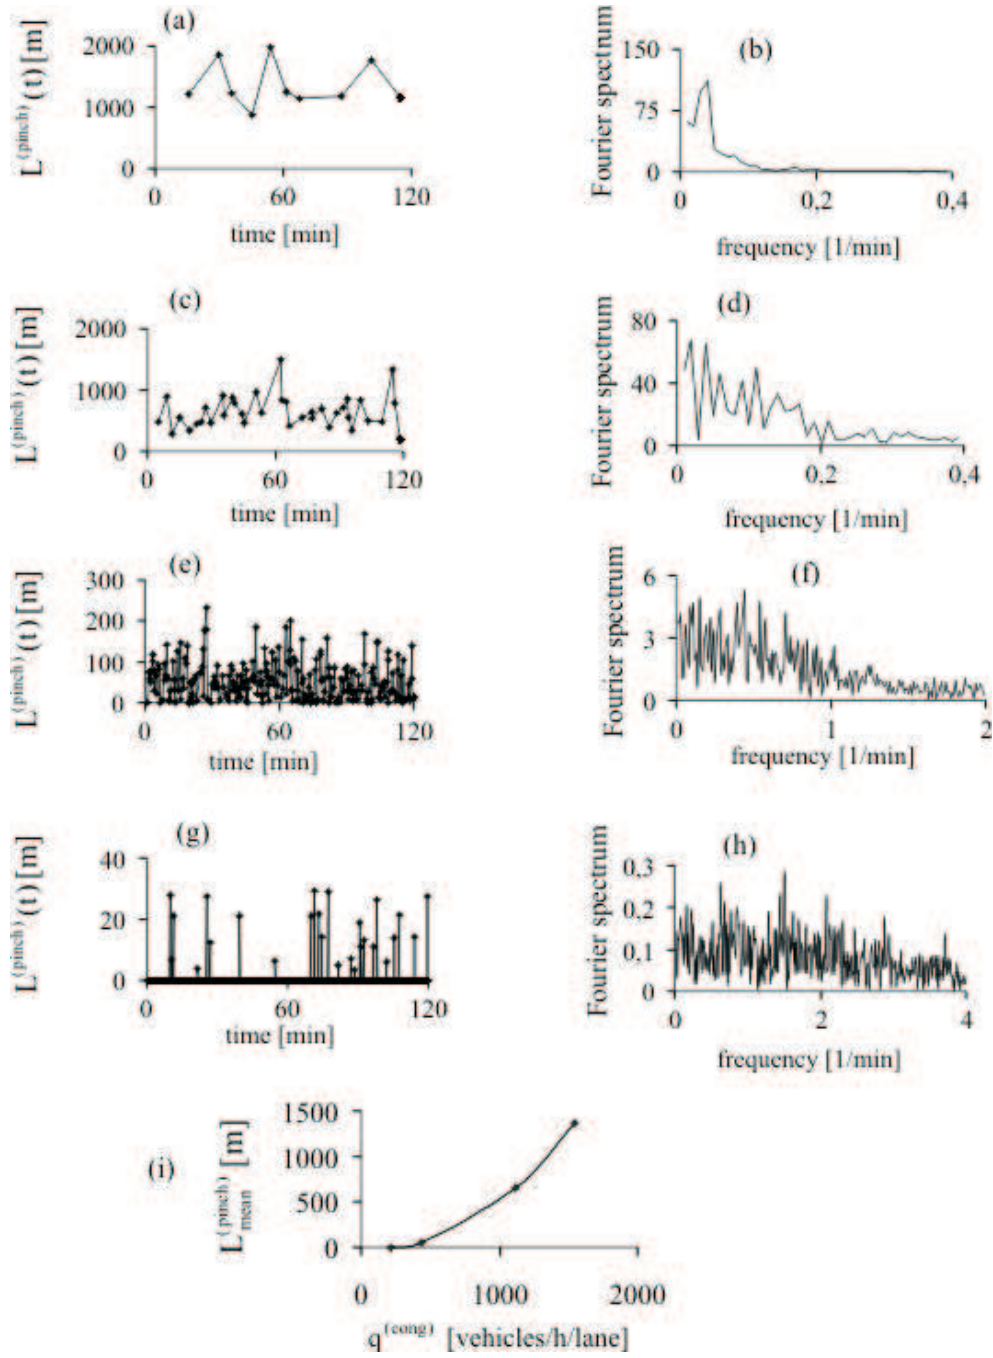 (a)
L(pinch)(t) [m]
2000
1000
0
0 60 120
time [min]
(b)
Fourier spectrum
150
75
0
0 0,2 0,4
frequency [1/min]
(c)
L(pinch)(t) [m]
2000
1000
0
0 60 120
time [min]
(d)
Fourier spectrum
80
40
0
0 0,2 0,4
frequency [1/min]
(e)
L(pinch)(t) [m]
300
200
100
0
0 60 120
time [min]
(f)
Fourier spectrum
6
3
0
0 1 2
frequency [1/min]
(g)
L(pinch)(t) [m]
40
20
0
0 60 120
time [min]
(h)
Fourier spectrum
0,3
0,2
0,1
0
0 2 4
frequency [1/min]
(i)
L(pinch)mean [m]
1500
1000
500
0
0 1000 2000
q(cong) [vehicles/h/lane]